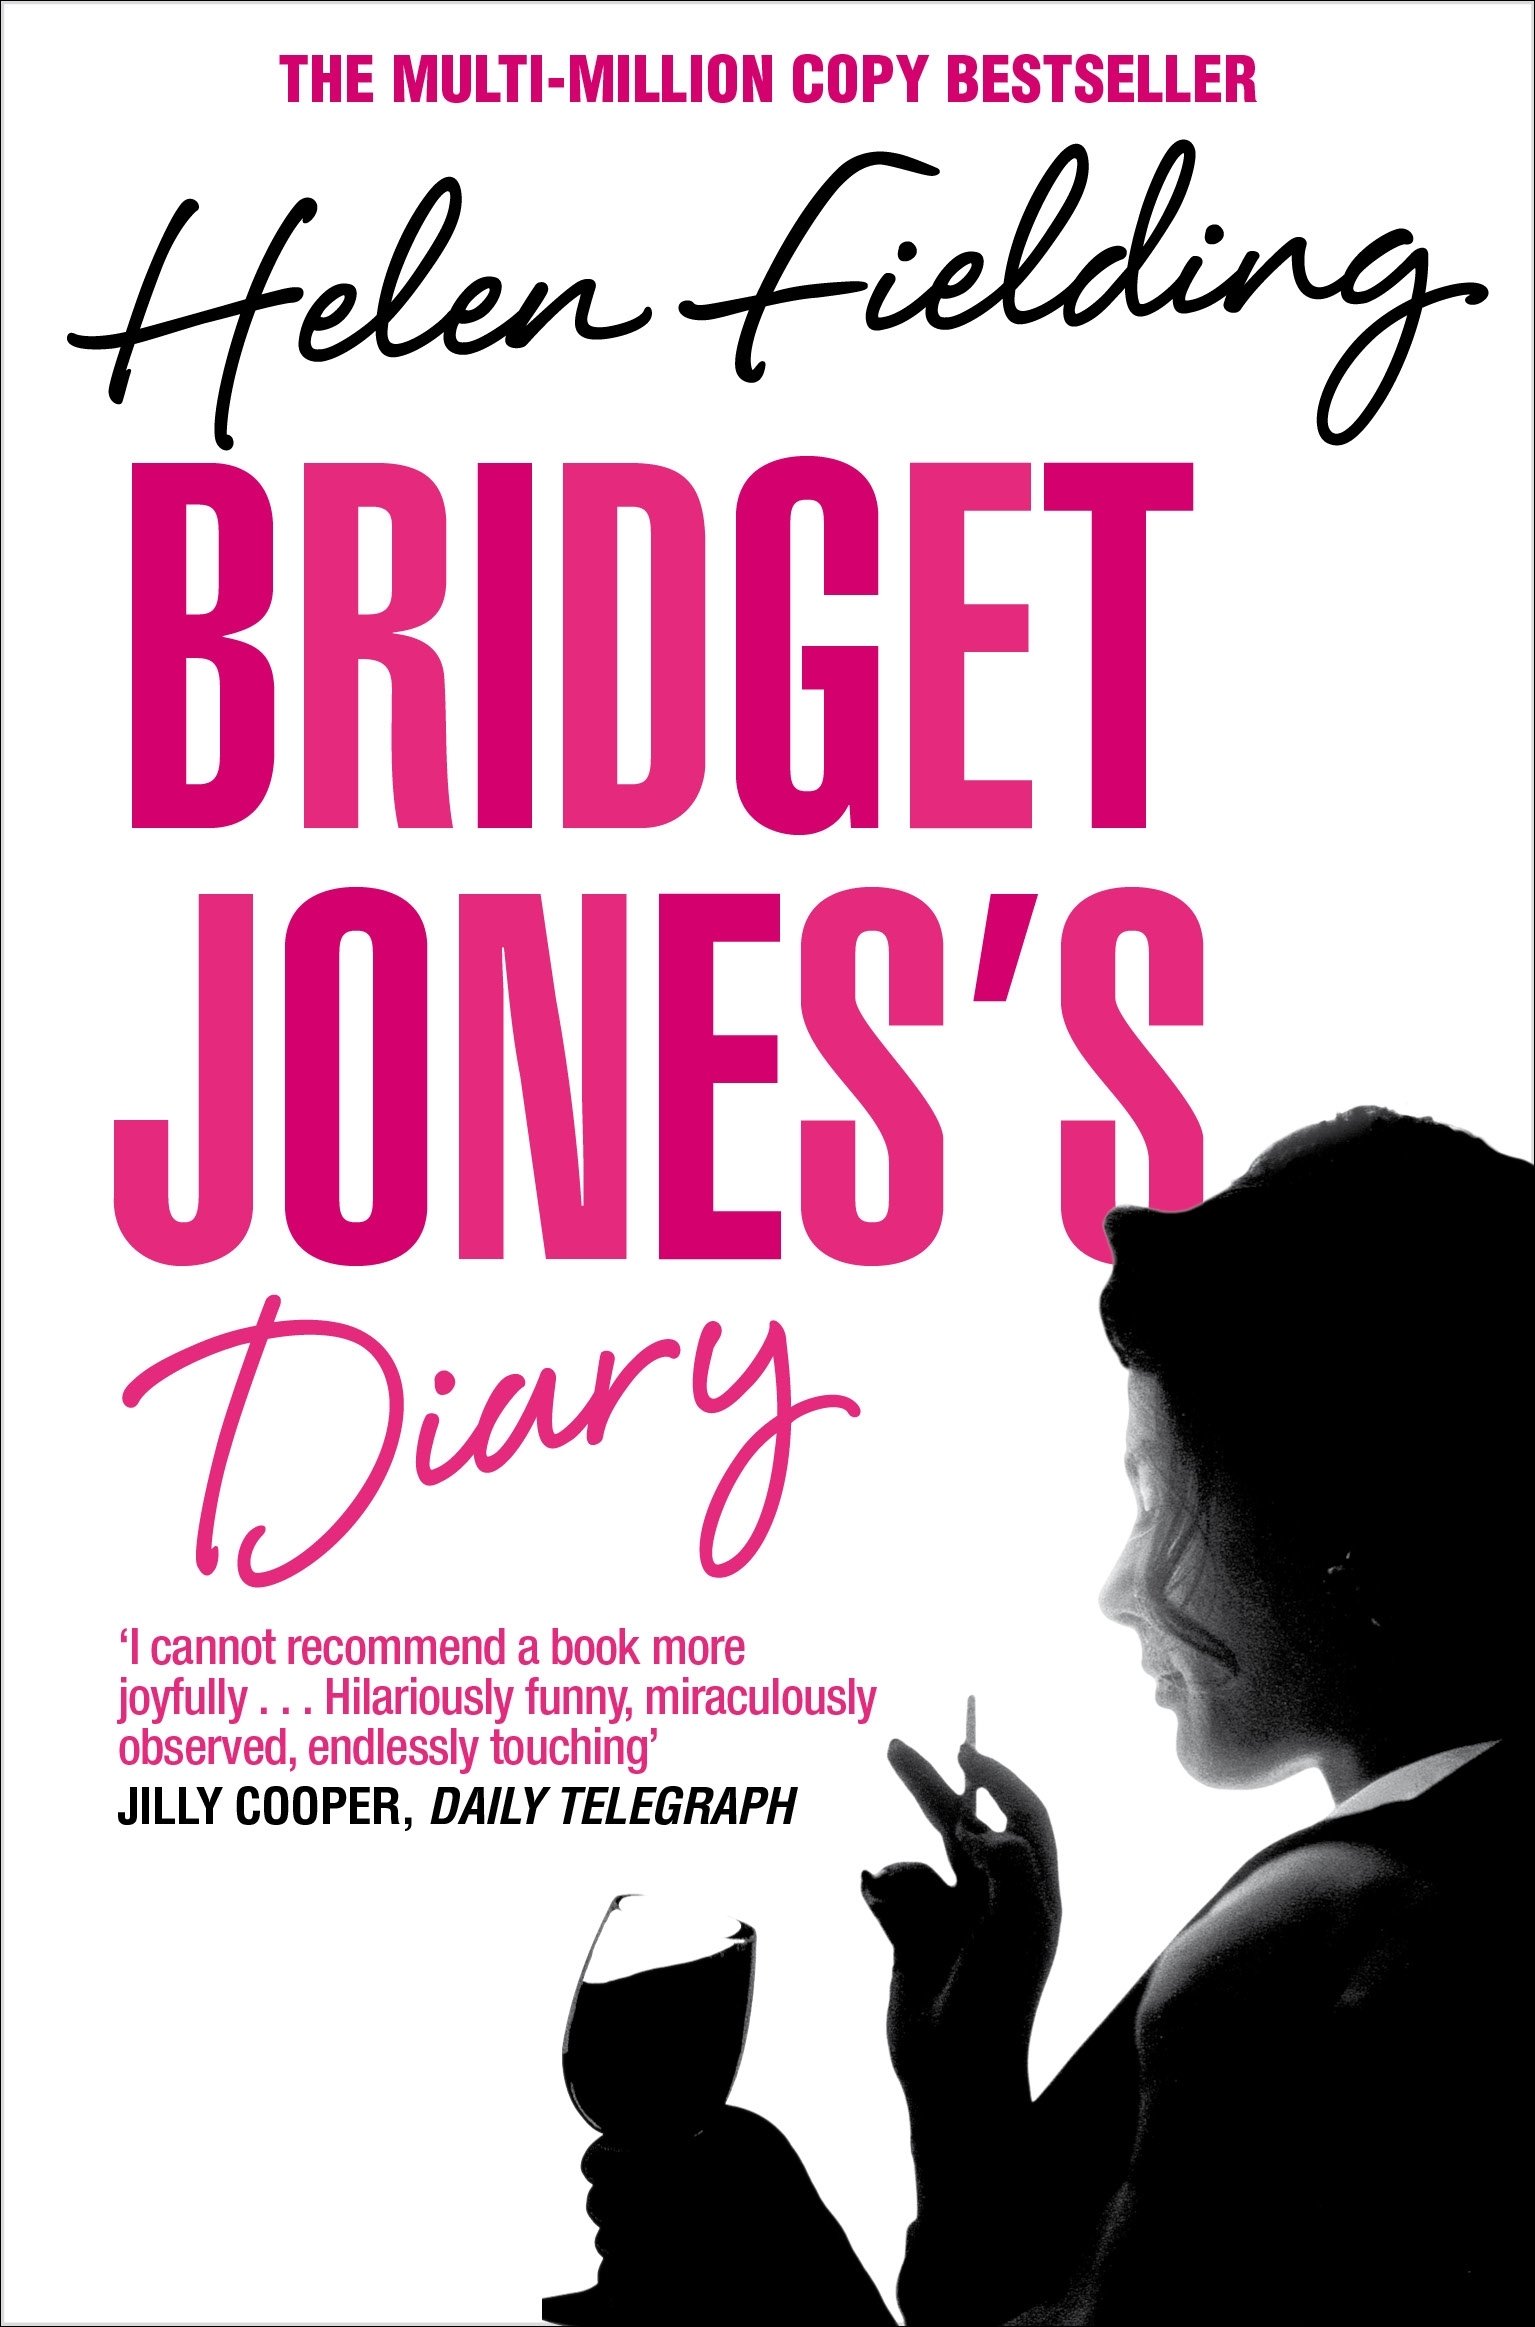 THE MULTI-MILLION COPY BESTSELLER
Helen Fielding
BRIDGET
JONES’S
Diary
‘I cannot recommend a book more
joyfully . . . Hilariously funny, miraculously
observed, endlessly touching’
JILLY COOPER, DAILY TELEGRAPH